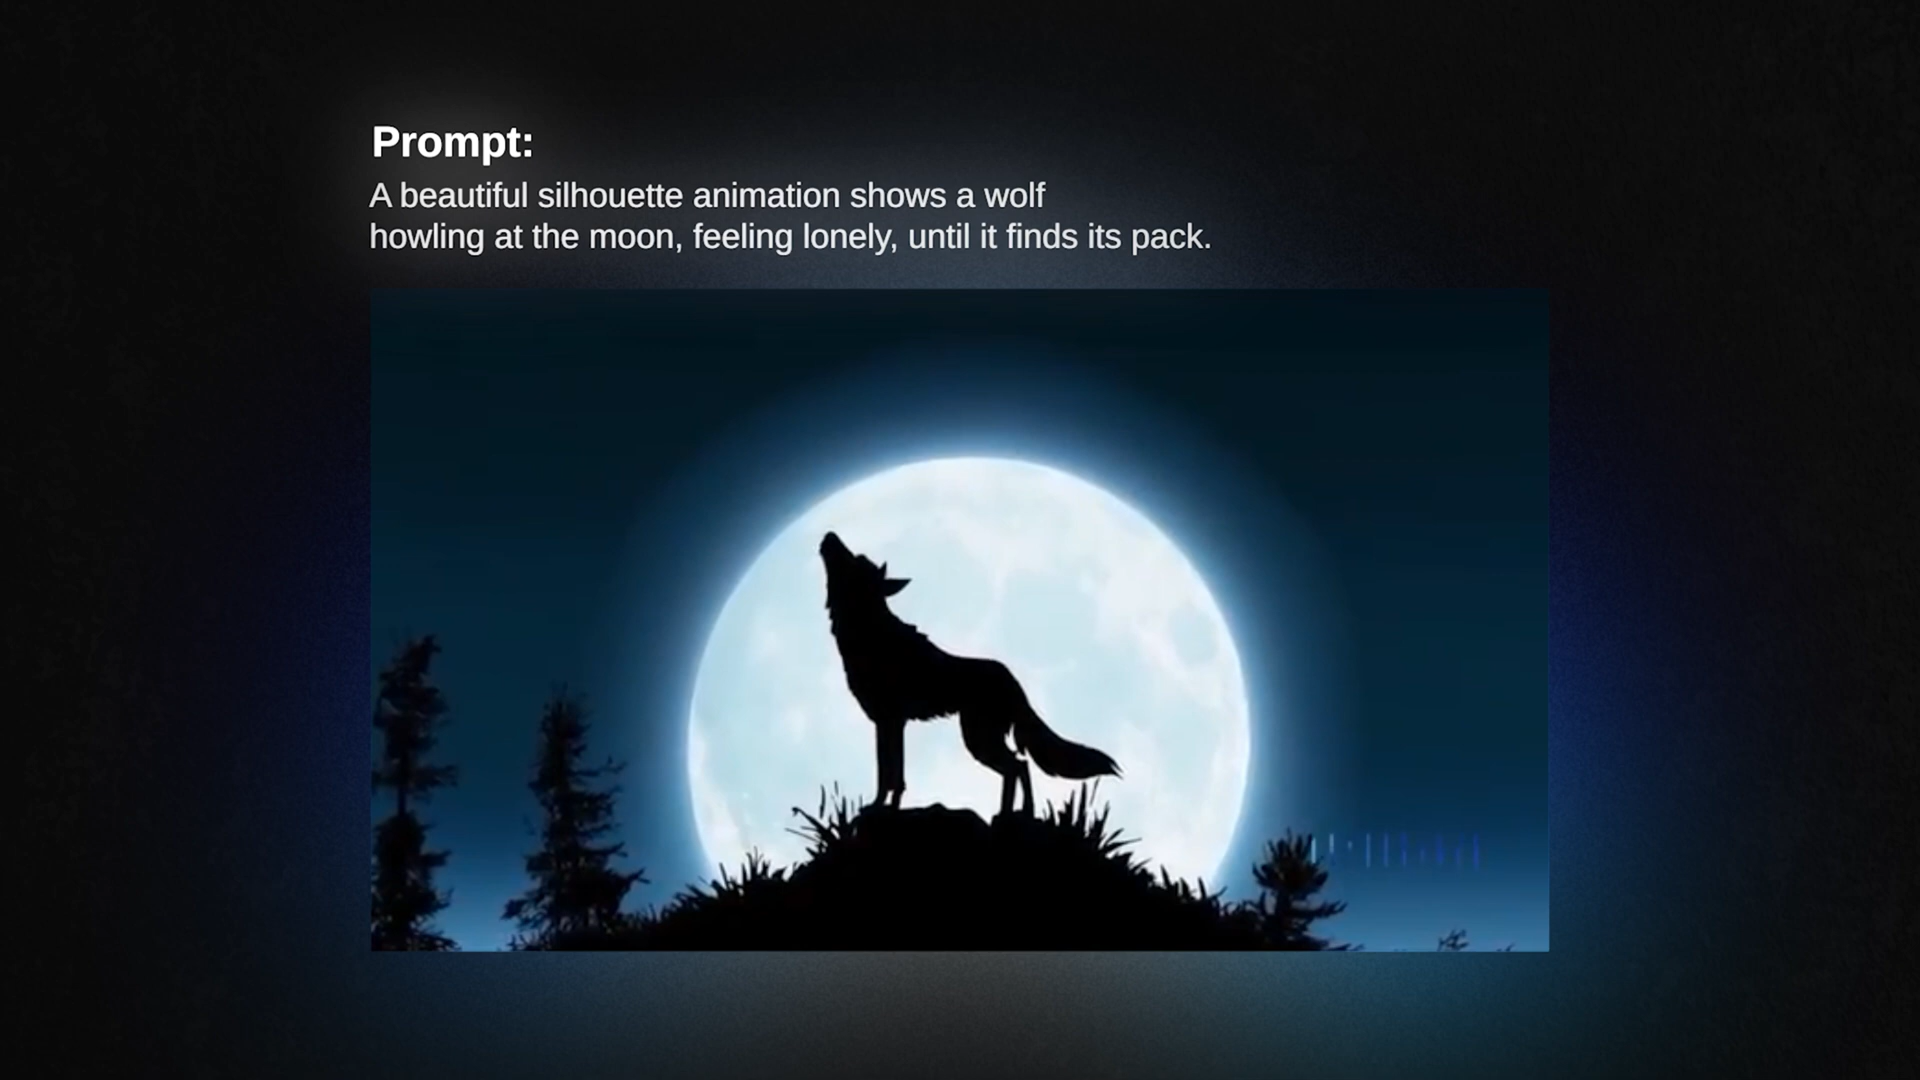 Prompt:
A beautiful silhouette animation shows a wolf
howling at the moon, feeling lonely, until it finds its pack.